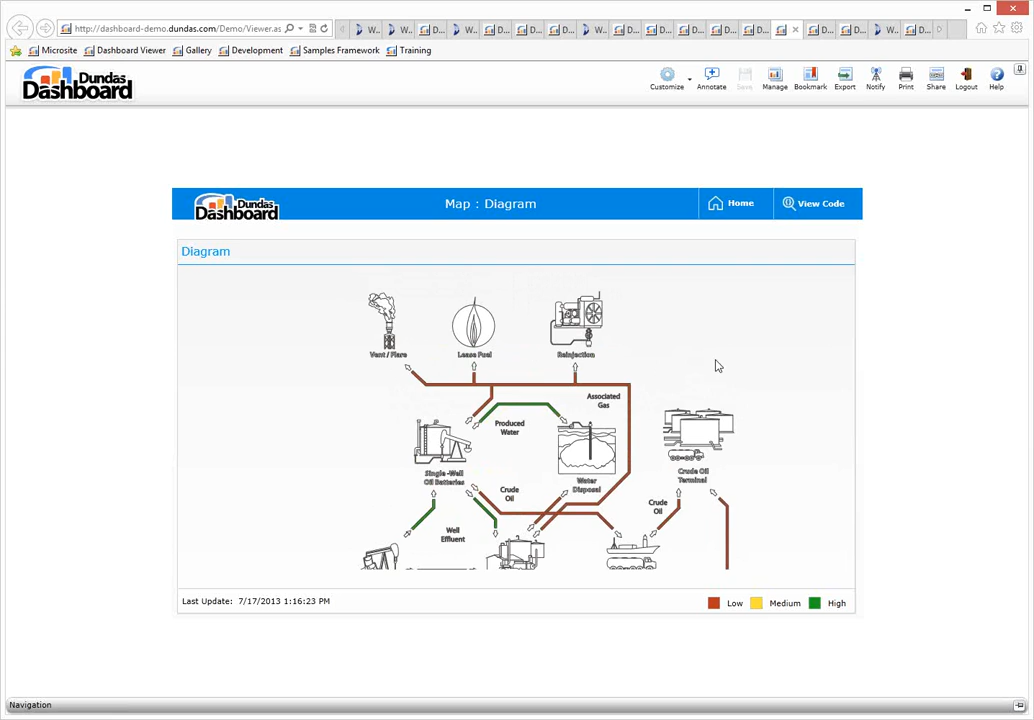 http://dashboard-demo.dundas.com/Demo/Viewer.as
W... W... D... W... D... D... D... W... D... D... D... D... D... D... D... W... D...
Microsite Dashboard Viewer Gallery Development Samples Framework Training
Dundas Dashboard
Customize Annotate Save Manage Bookmark Export Notify Print Share Logout Help
Dundas Dashboard
Map : Diagram
Home
View Code
Diagram
Vent / Flare
Lease Fuel
Reinjection
Associated
Gas
Produced
Water
Single -Well
Oil Batteries
Water
Disposal
Crude Oil
Terminal
Crude
Oil
Crude
Oil
Well
Effluent
Last Update: 7/17/2013 1:16:23 PM
Low Medium High
Navigation